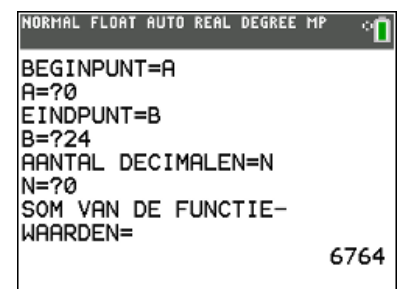 NORMAL FLOAT AUTO REAL DEGREE MP
BEGINPUNT=A
A=?0
EINDPUNT=B
B=?24
AANTAL DECIMALEN=N
N=?0
SOM VAN DE FUNCTIE-
WAARDEN=
6764